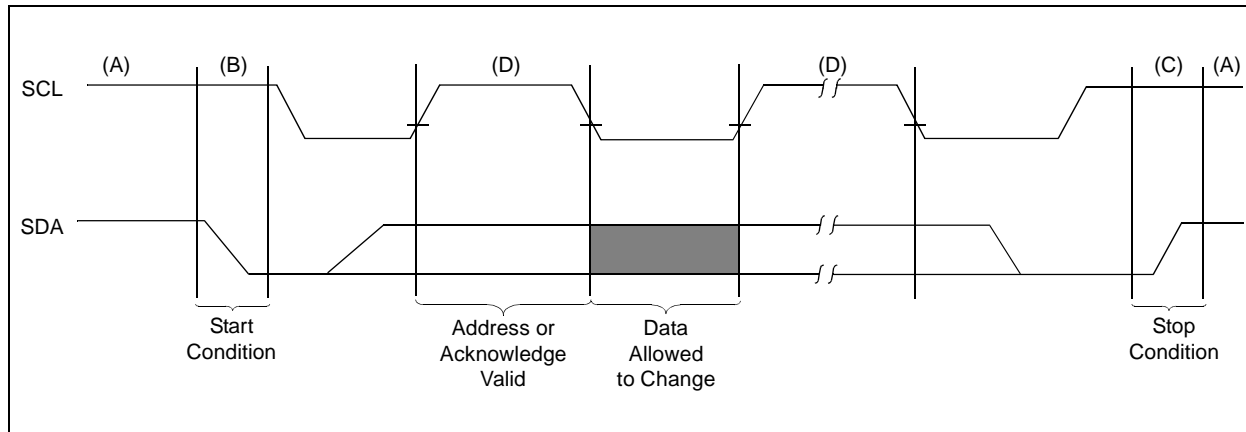 (A) (B) (D) (D) (C) (A)
SCL
SDA
Start
Condition
Address or
Acknowledge
Valid
Data
Allowed
to Change
Stop
Condition